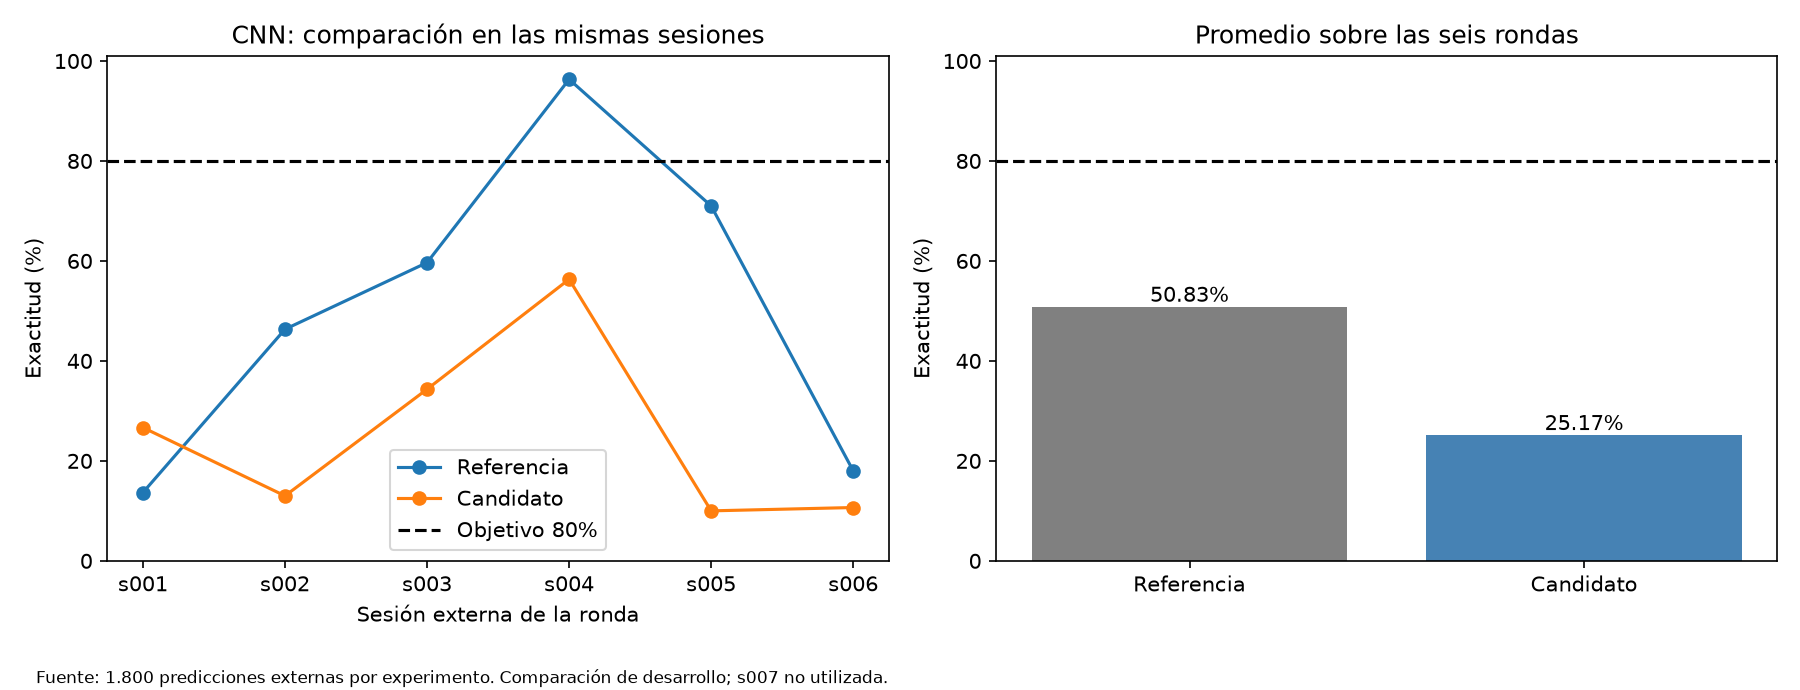 CNN: comparación en las mismas sesiones
Exactitud (%)
100
80
60
40
20
0
s001 s002 s003 s004 s005 s006
Sesión externa de la ronda
Referencia
Candidato
Objetivo 80%
Promedio sobre las seis rondas
Exactitud (%)
100
80
60
40
20
0
50.83%
25.17%
Referencia Candidato
Fuente: 1.800 predicciones externas por experimento. Comparación de desarrollo; s007 no utilizada.